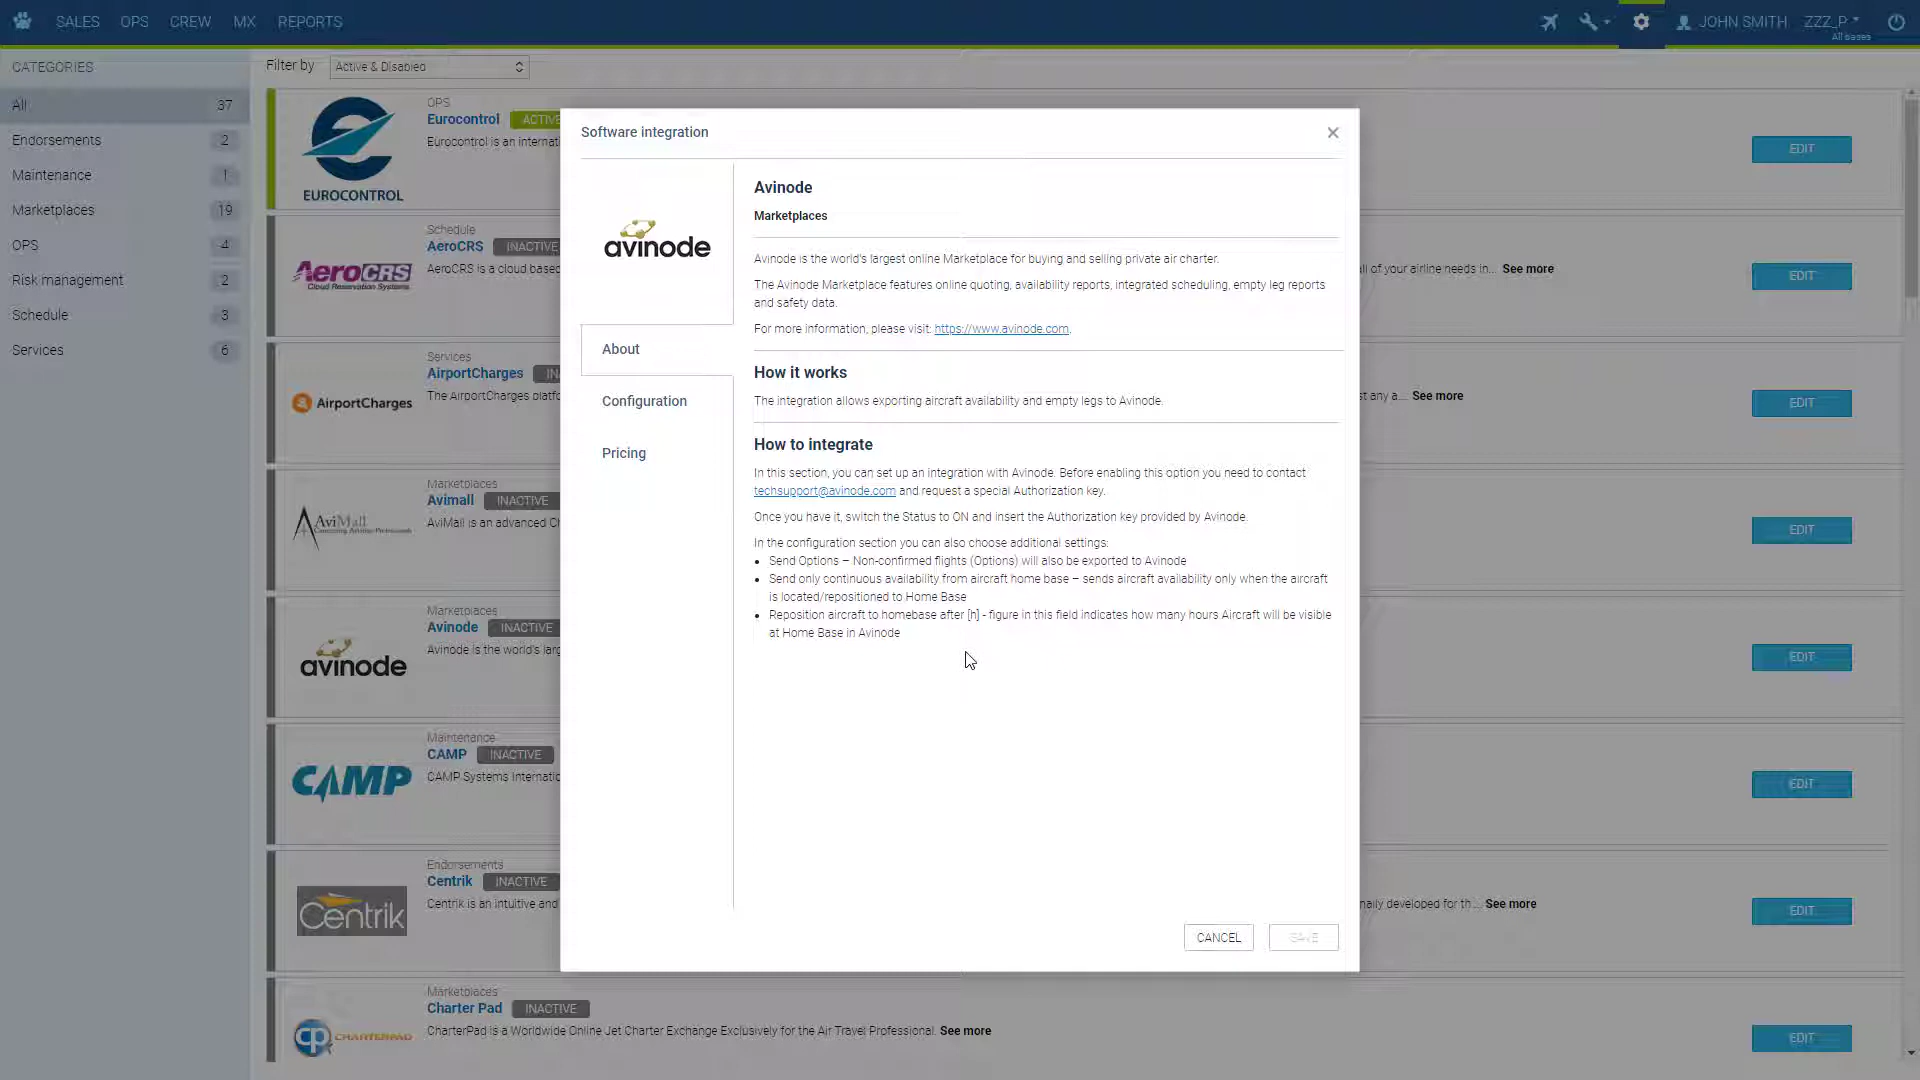 SALES OPS CREW MX REPORTS JOHN SMITH ZZZ_P
All bases
CATEGORIES
All 37
Endorsements 2
Maintenance 1
Marketplaces 19
OPS 4
Risk management 2
Schedule 3
Services 6
Filter by Active & Disabled
EUROCONTROL
OPS
Eurocontrol ACTIVE
Eurocontrol is an internati
EDIT
AeroCRS
Cloud Reservation Systems
Schedule
AeroCRS INACTIVE
AeroCRS is a cloud based
all of your airline needs in... See more
EDIT
AirportCharges
Services
AirportCharges IN
The AirportCharges platfo
st any a... See more
EDIT
AviMall
Marketplaces
Avimall INACTIVE
AviMall is an advanced Ch
EDIT
avinode
Marketplaces
Avinode INACTIVE
Avinode is the world's larg
EDIT
CAMP
Maintenance
CAMP INACTIVE
CAMP Systems Internatio
EDIT
Centrik
Endorsements
Centrik INACTIVE
Centrik is an intuitive and
nally developed for th... See more
EDIT
cp CHARTERPAD
Marketplaces
Charter Pad INACTIVE
CharterPad is a Worldwide Online Jet Charter Exchange Exclusively for the Air Travel Professional. See more
EDIT
Software integration
avinode
About
Configuration
Pricing
Avinode
Marketplaces
Avinode is the world's largest online Marketplace for buying and selling private air charter.
The Avinode Marketplace features online quoting, availability reports, integrated scheduling, empty leg reports
and safety data.
For more information, please visit: https://www.avinode.com.
How it works
The integration allows exporting aircraft availability and empty legs to Avinode.
How to integrate
In this section, you can set up an integration with Avinode. Before enabling this option you need to contact
techsupport@avinode.com and request a special Authorization key.
Once you have it, switch the Status to ON and insert the Authorization key provided by Avinode.
In the configuration section you can also choose additional settings:
• Send Options – Non-confirmed flights (Options) will also be exported to Avinode
• Send only continuous availability from aircraft home base – sends aircraft availability only when the aircraft
is located/repositioned to Home Base
• Reposition aircraft to homebase after [h] - figure in this field indicates how many hours Aircraft will be visible
at Home Base in Avinode
CANCEL SAVE